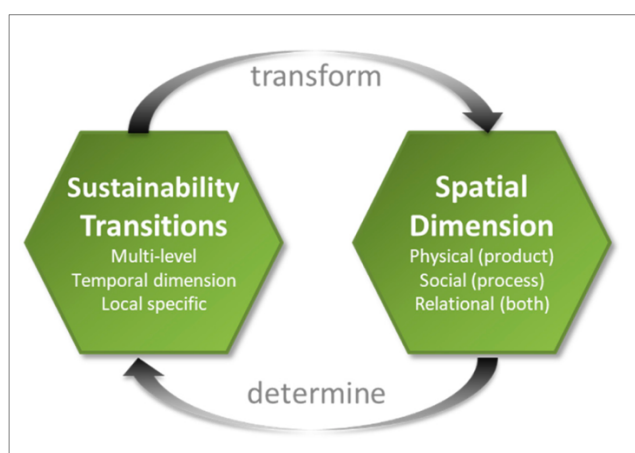 transform
Sustainability
Transitions
Multi-level
Temporal dimension
Local specific
Spatial
Dimension
Physical (product)
Social (process)
Relational (both)
determine